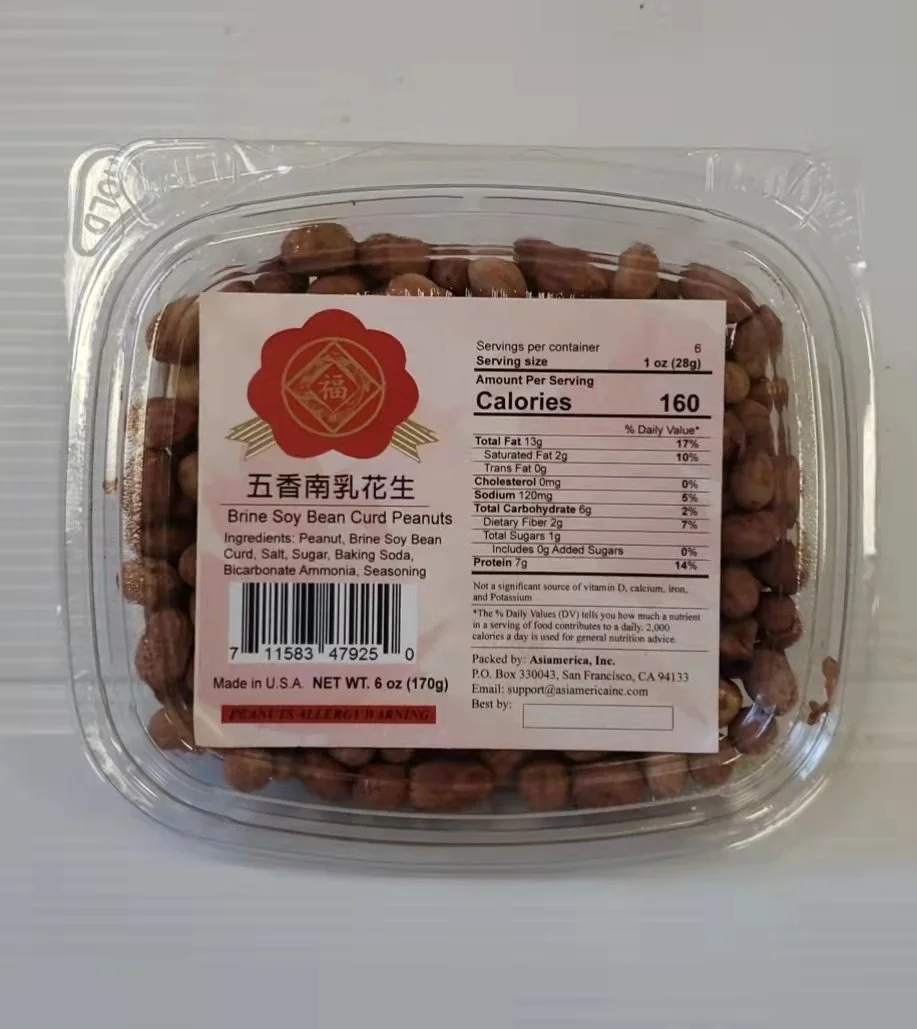 HOLD
福
五香南乳花生
Brine Soy Bean Curd Peanuts
Ingredients: Peanut, Brine Soy Bean
Curd, Salt, Sugar, Baking Soda,
Bicarbonate Ammonia, Seasoning
7 11583 47925 0
Made in U.S.A. NET WT. 6 oz (170g)
PEANUTS ALLERGY WARNING
Servings per container 6
Serving size 1 oz (28g)
Amount Per Serving
Calories 160
% Daily Value*
Total Fat 13g 17%
Saturated Fat 2g 10%
Trans Fat 0g
Cholesterol 0mg 0%
Sodium 120mg 5%
Total Carbohydrate 6g 2%
Dietary Fiber 2g 7%
Total Sugars 1g
Includes 0g Added Sugars 0%
Protein 7g 14%
Not a significant source of vitamin D, calcium, iron,
and Potassium
*The % Daily Values (DV) tells you how much a nutrient
in a serving of food contributes to a daily. 2,000
calories a day is used for general nutrition advice.
Packed by: Asiamerica, Inc.
P.O. Box 330043, San Francisco, CA 94133
Email: support@asiamericainc.com
Best by: